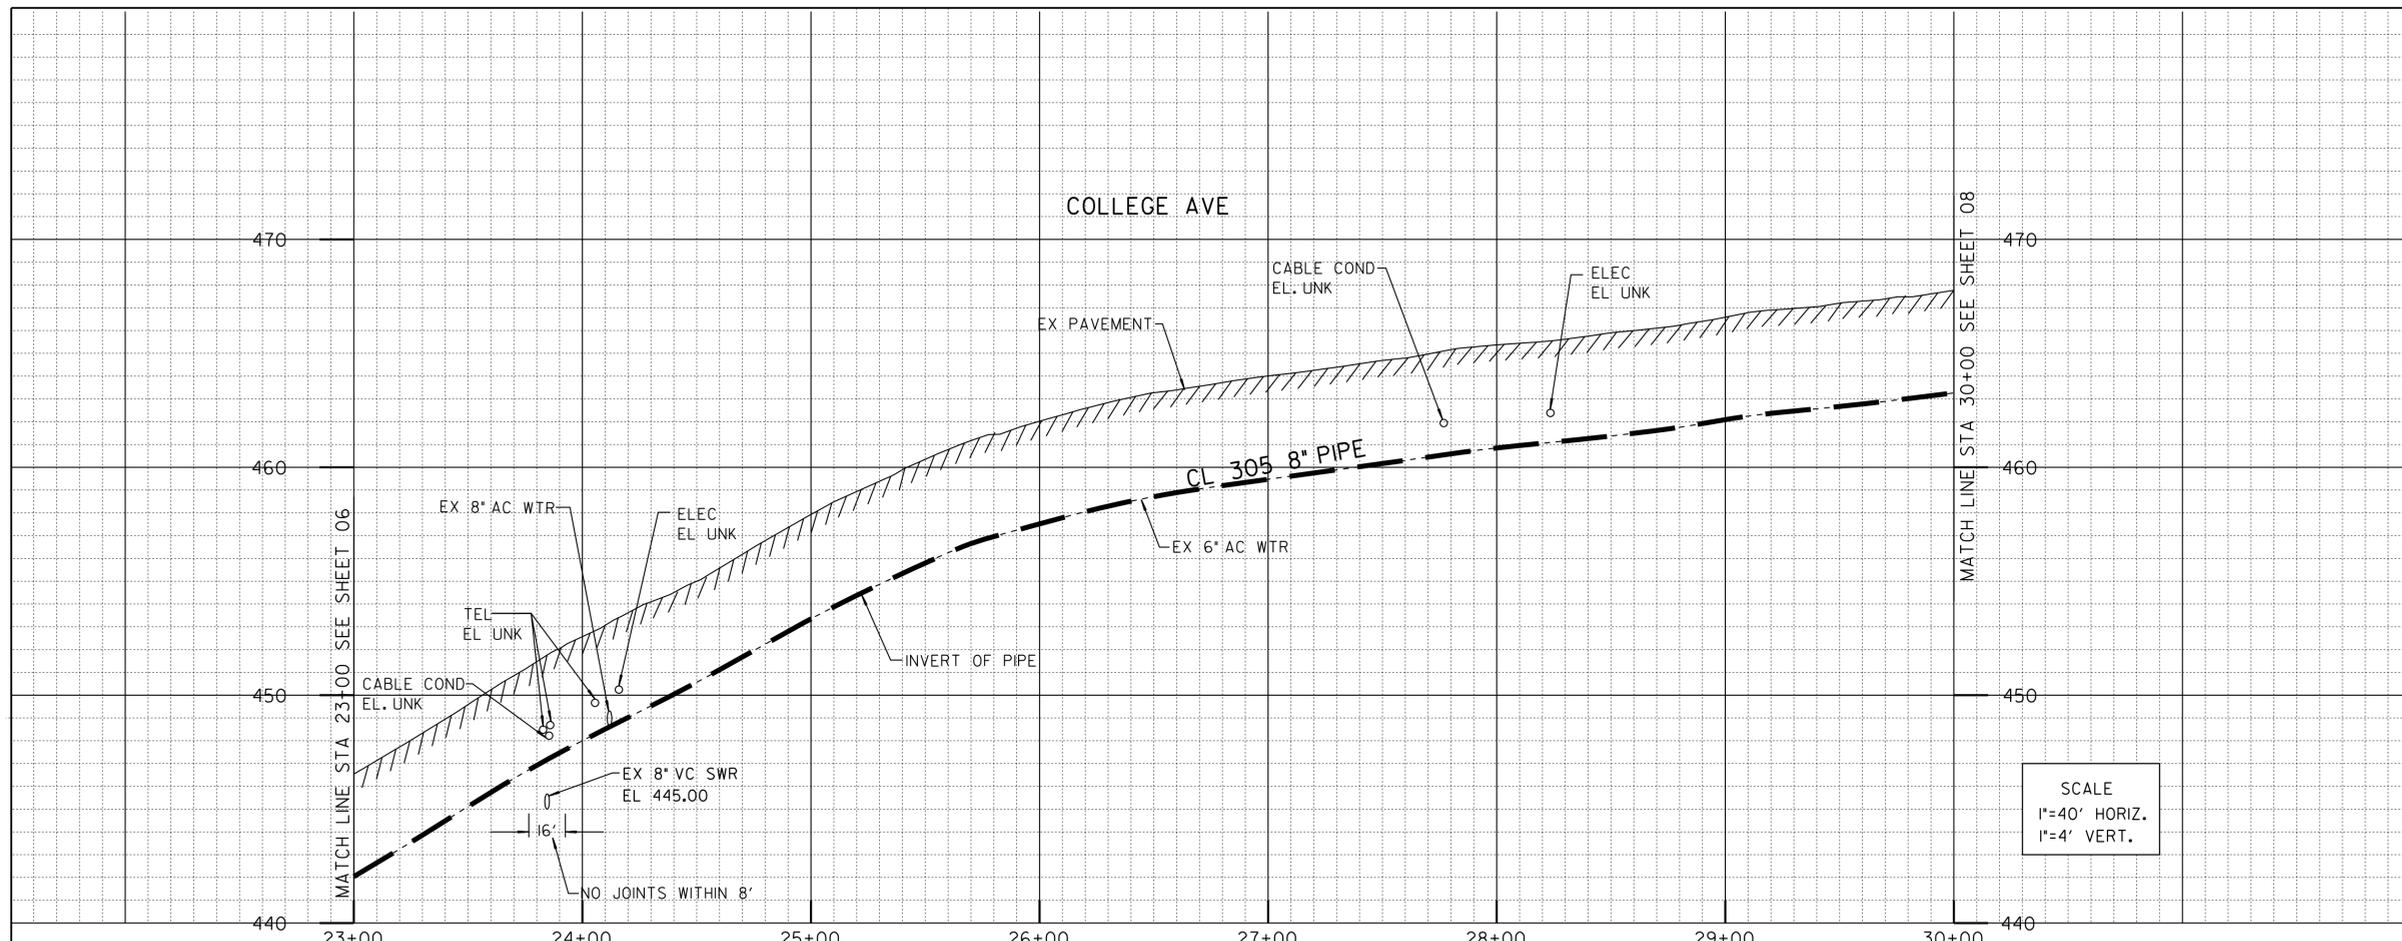 COLLEGE AVE
470
470
CABLE COND
EL. UNK
ELEC
EL UNK
EX PAVEMENT
MATCH LINE STA 30+00 SEE SHEET 08
460
460
CL 305 8" PIPE
EX 8" AC WTR
ELEC
EL UNK
EX 6" AC WTR
TEL
EL UNK
INVERT OF PIPE
MATCH LINE STA 23+00 SEE SHEET 06
CABLE COND
EL. UNK
450
450
EX 8" VC SWR
EL 445.00
16'
NO JOINTS WITHIN 8'
SCALE
1"=40' HORIZ.
1"=4' VERT.
440
440
23+00
24+00
25+00
26+00
27+00
28+00
29+00
30+00